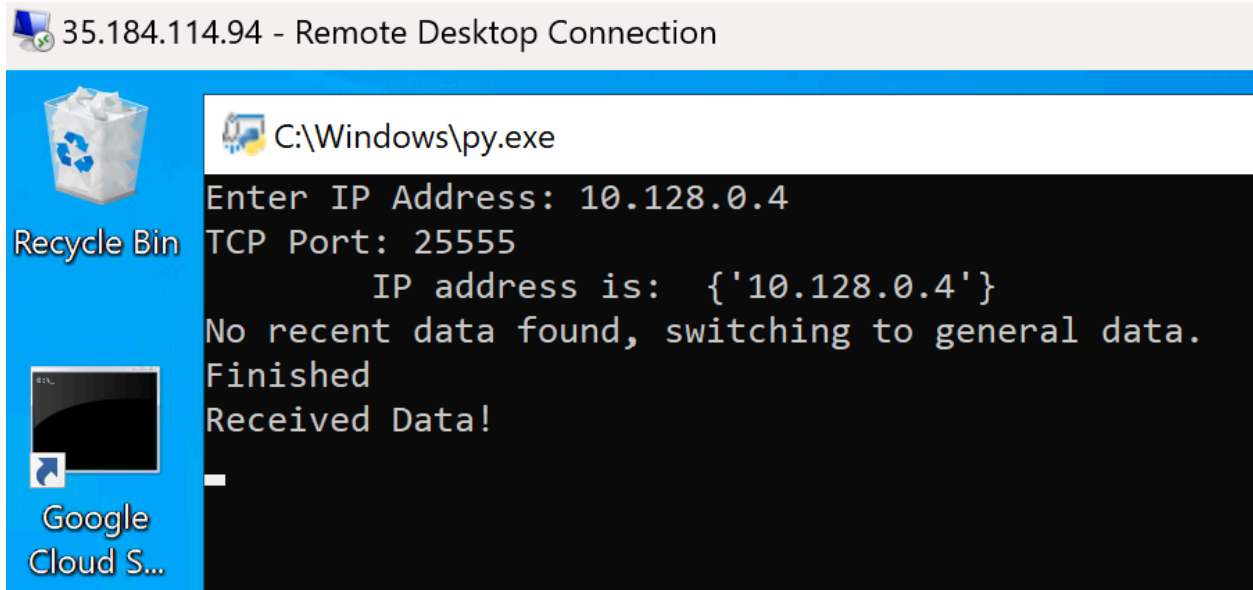 35.184.114.94 - Remote Desktop Connection
C:\Windows\py.exe
Enter IP Address: 10.128.0.4
TCP Port: 25555
IP address is:  {'10.128.0.4'}
No recent data found, switching to general data.
Finished
Received Data!
Recycle Bin
C:\_
Google
Cloud S...